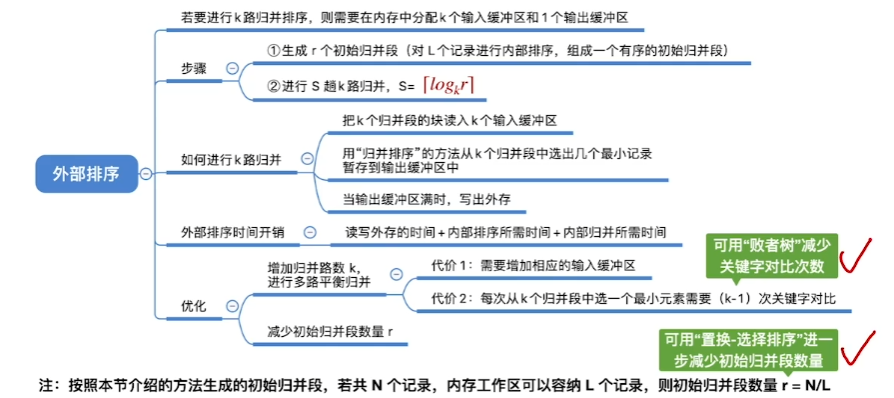 若要进行k路归并排序，则需要在内存中分配k个输入缓冲区和1个输出缓冲区
步骤
①生成 r 个初始归并段（对 L 个记录进行内部排序，组成一个有序的初始归并段）
②进行 S 趟k路归并，S= ⌈logₖr⌉
外部排序
如何进行k路归并
把k个归并段的块读入k个输入缓冲区
用“归并排序”的方法从k个归并段中选出几个最小记录
暂存到输出缓冲区中
当输出缓冲区满时，写出外存
外部排序时间开销
读写外存的时间+内部排序所需时间+内部归并所需时间
优化
增加归并路数 k，
进行多路平衡归并
代价 1：需要增加相应的输入缓冲区
代价 2：每次从k个归并段中选一个最小元素需要（k-1）次关键字对比
可用“败者树”减少
关键字对比次数
减少初始归并段数量 r
可用“置换-选择排序”进一
步减少初始归并段数量
注：按照本节介绍的方法生成的初始归并段，若共 N 个记录，内存工作区可以容纳 L 个记录，则初始归并段数量 r = N/L